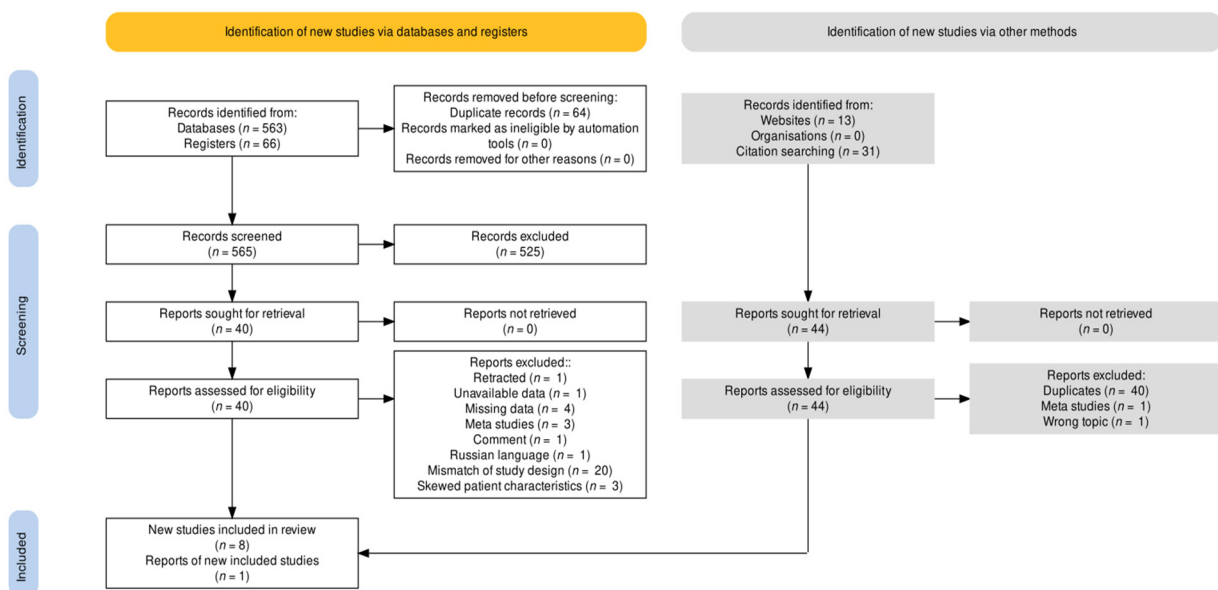 Identification of new studies via databases and registers
Identification of new studies via other methods
Identification
Records identified from:
Databases (n = 563)
Registers (n = 66)
Records removed before screening:
Duplicate records (n = 64)
Records marked as ineligible by automation
tools (n = 0)
Records removed for other reasons (n = 0)
Records identified from:
Websites (n = 13)
Organisations (n = 0)
Citation searching (n = 31)
Screening
Records screened
(n = 565)
Records excluded
(n = 525)
Reports sought for retrieval
(n = 40)
Reports not retrieved
(n = 0)
Reports sought for retrieval
(n = 44)
Reports not retrieved
(n = 0)
Reports assessed for eligibility
(n = 40)
Reports excluded::
Retracted (n = 1)
Unavailable data (n = 1)
Missing data (n = 4)
Meta studies (n = 3)
Comment (n = 1)
Russian language (n = 1)
Mismatch of study design (n = 20)
Skewed patient characteristics (n = 3)
Reports assessed for eligibility
(n = 44)
Reports excluded:
Duplicates (n = 40)
Meta studies (n = 1)
Wrong topic (n = 1)
Included
New studies included in review
(n = 8)
Reports of new included studies
(n = 1)